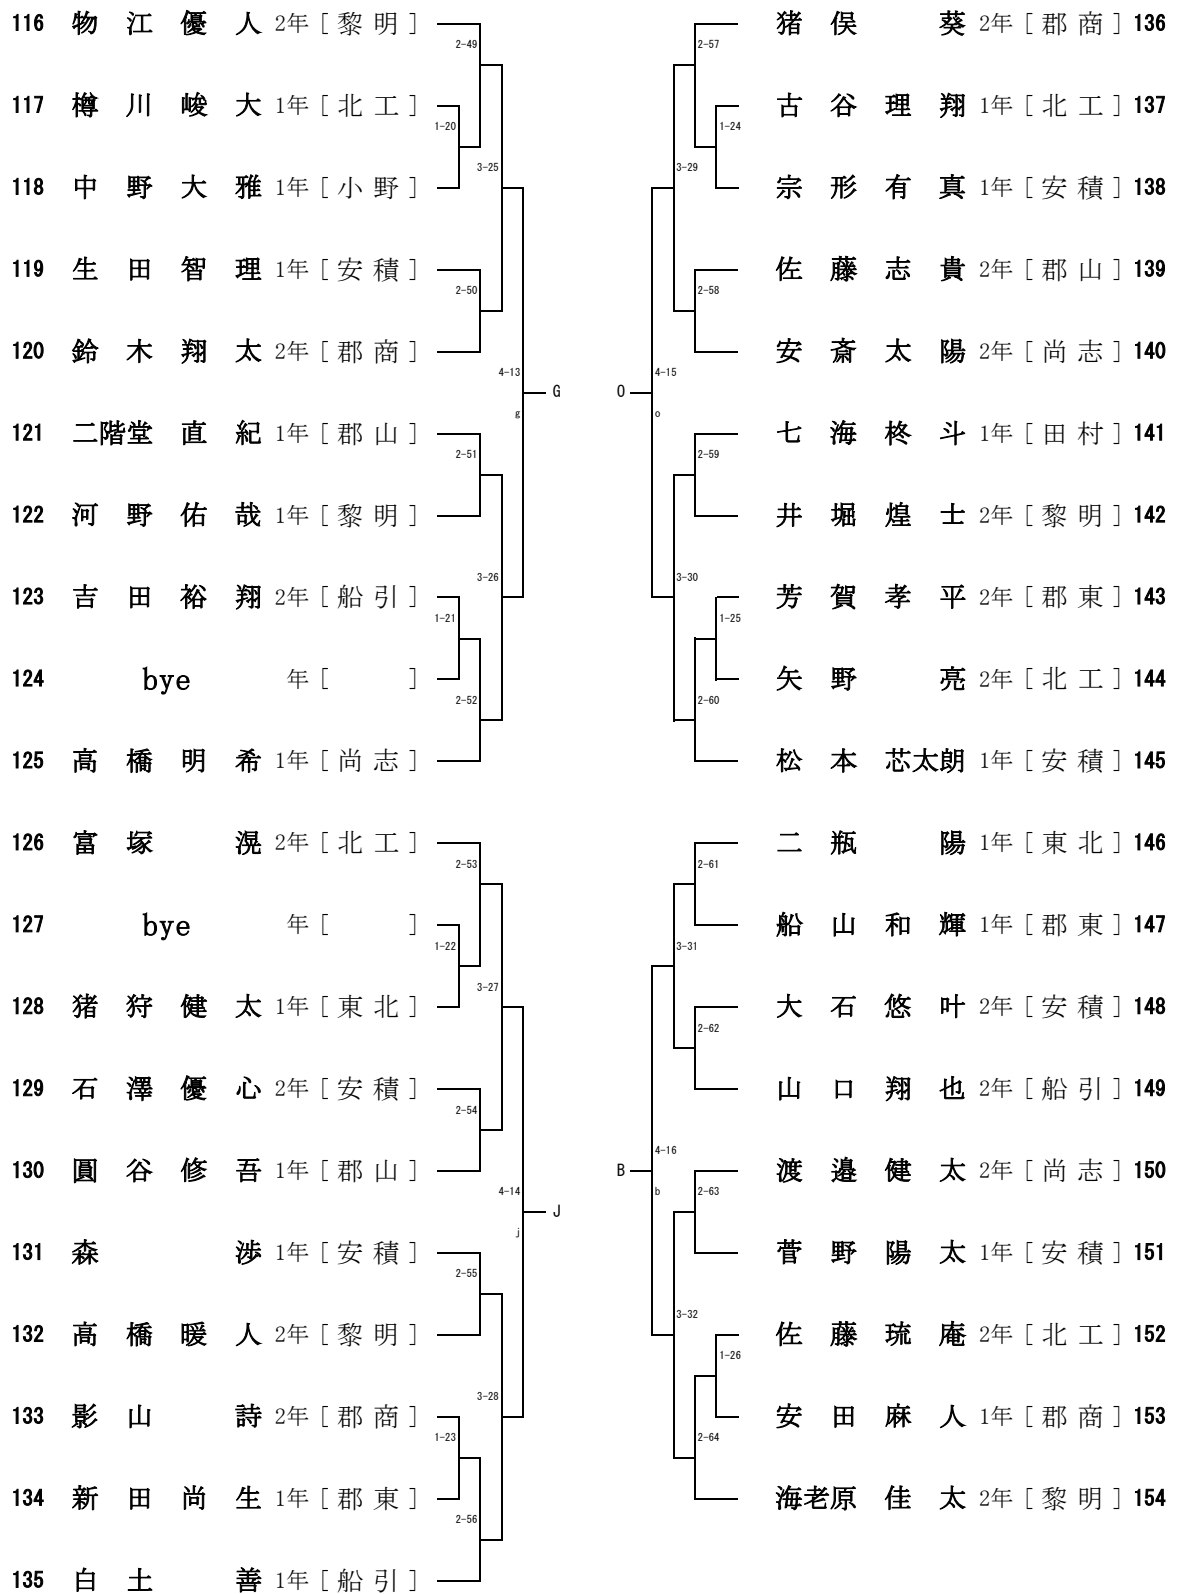 116 物江優人 2年 [黎明]
2-49
117 樽川峻大 1年 [北工]
1-20
118 中野大雅 1年 [小野]
3-25
119 生田智理 1年 [安積]
2-50
120 鈴木翔太 2年 [郡商]
4-13
G
g
121 二階堂直紀 1年 [郡山]
2-51
122 河野佑哉 1年 [黎明]
3-26
123 吉田裕翔 2年 [船引]
1-21
124 bye 年 [ ]
2-52
125 高橋明希 1年 [尚志]
126 富塚滉 2年 [北工]
2-53
127 bye 年 [ ]
1-22
128 猪狩健太 1年 [東北]
3-27
129 石澤優心 2年 [安積]
2-54
130 圓谷修吾 1年 [郡山]
4-14
J
j
131 森渉 1年 [安積]
2-55
132 高橋暖人 2年 [黎明]
3-28
133 影山詩 2年 [郡商]
1-23
134 新田尚生 1年 [郡東]
2-56
135 白土善 1年 [船引]
猪俣葵 2年 [郡商] 136
2-57
古谷理翔 1年 [北工] 137
1-24
3-29
宗形有真 1年 [安積] 138
佐藤志貴 2年 [郡山] 139
2-58
安斎太陽 2年 [尚志] 140
4-15
O
o
七海柊斗 1年 [田村] 141
2-59
井堀煌士 2年 [黎明] 142
3-30
芳賀孝平 2年 [郡東] 143
1-25
矢野亮 2年 [北工] 144
2-60
松本芯太朗 1年 [安積] 145
二瓶陽 1年 [東北] 146
2-61
船山和輝 1年 [郡東] 147
3-31
大石悠叶 2年 [安積] 148
2-62
山口翔也 2年 [船引] 149
4-16
B
b
渡邉健太 2年 [尚志] 150
2-63
菅野陽太 1年 [安積] 151
3-32
佐藤琉庵 2年 [北工] 152
1-26
安田麻人 1年 [郡商] 153
2-64
海老原佳太 2年 [黎明] 154